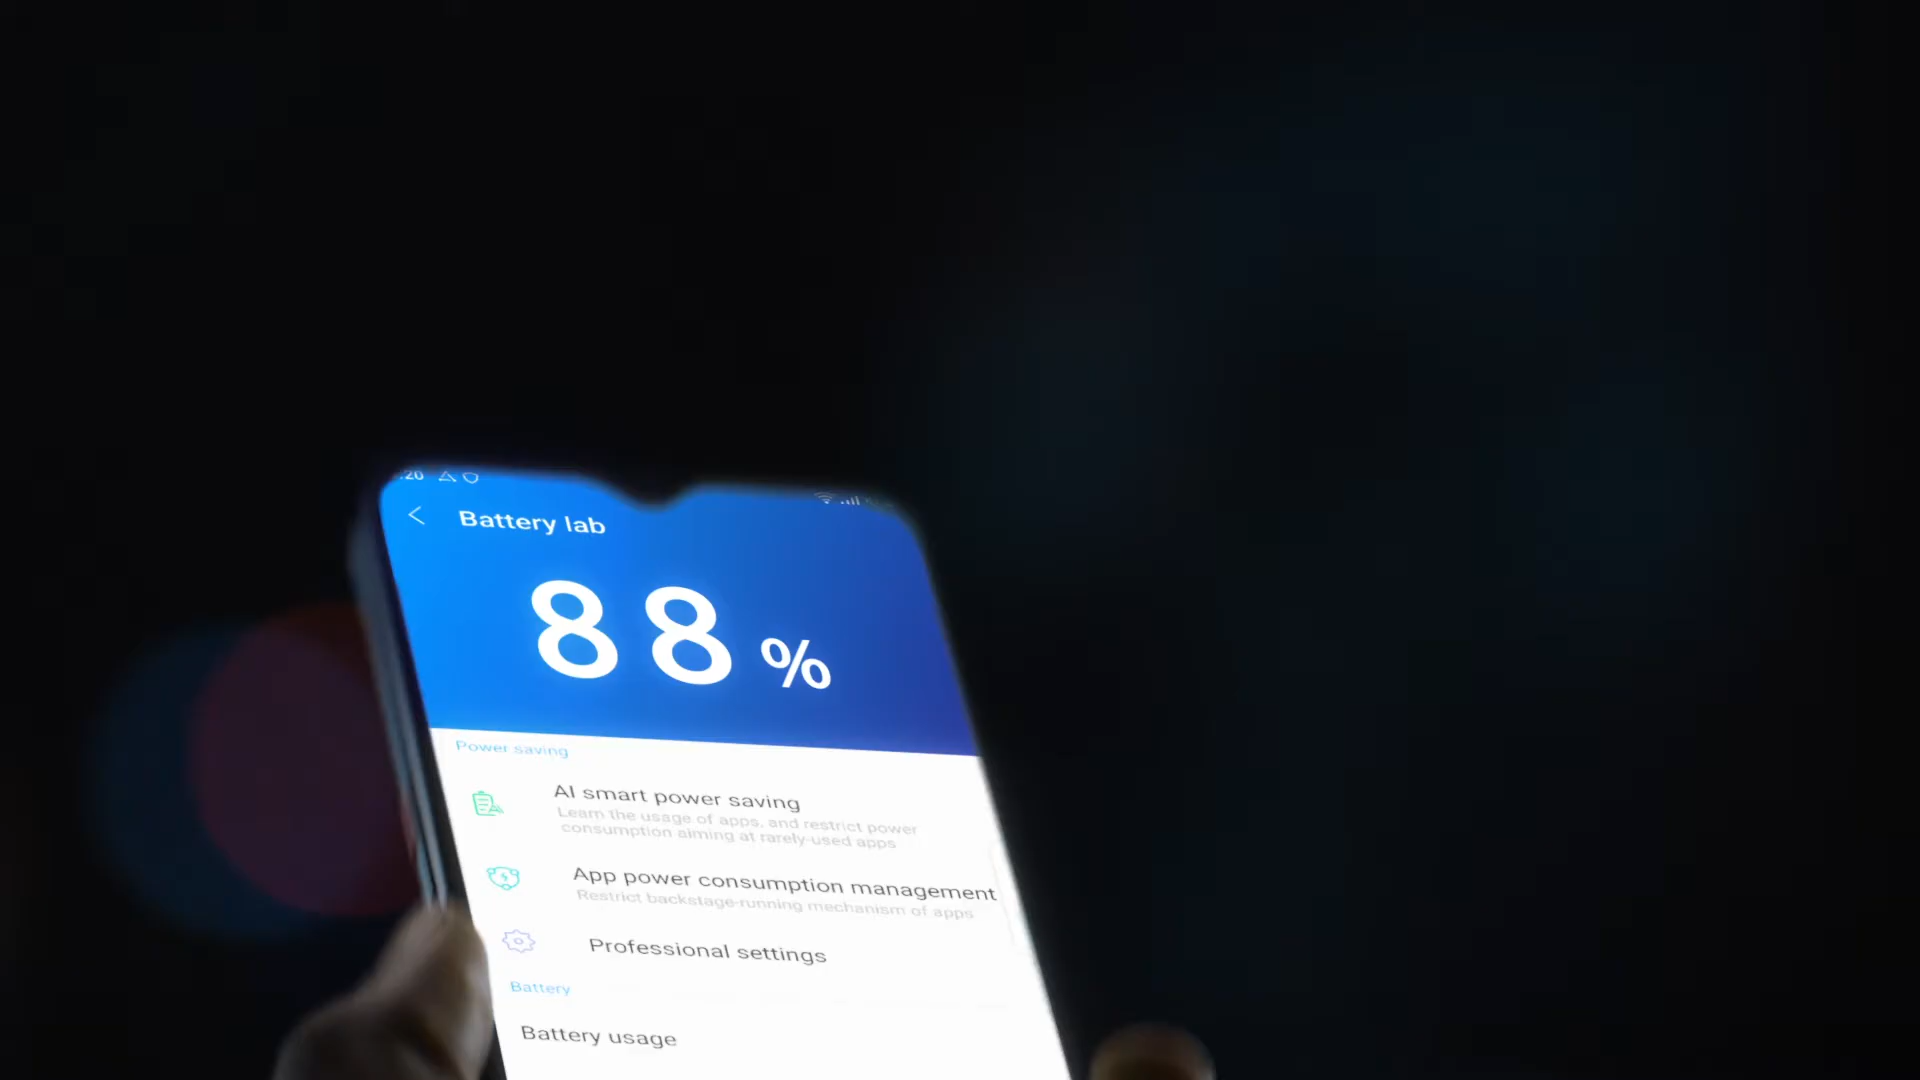 :20
Battery lab
88%
Power saving
AI smart power saving
Learn the usage of apps, and restrict power
consumption aiming at rarely-used apps
App power consumption management
Restrict backstage-running mechanism of apps
Professional settings
Battery
Battery usage